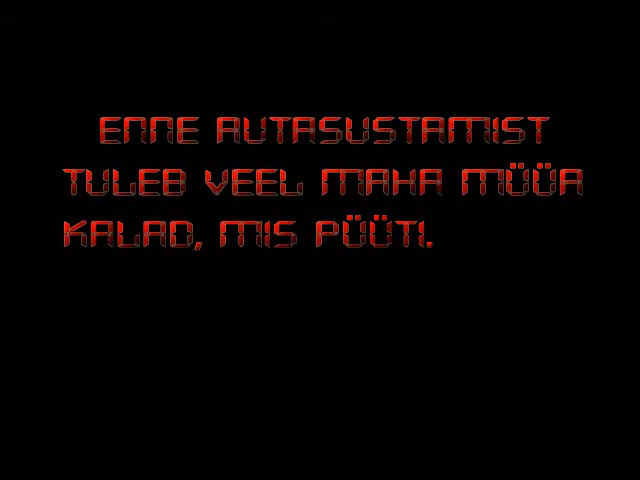 ENNE AUTASUSTAMIST
TULEB VEEL MAHA MÜÜA
KALAD, MIS PÜÜTI.